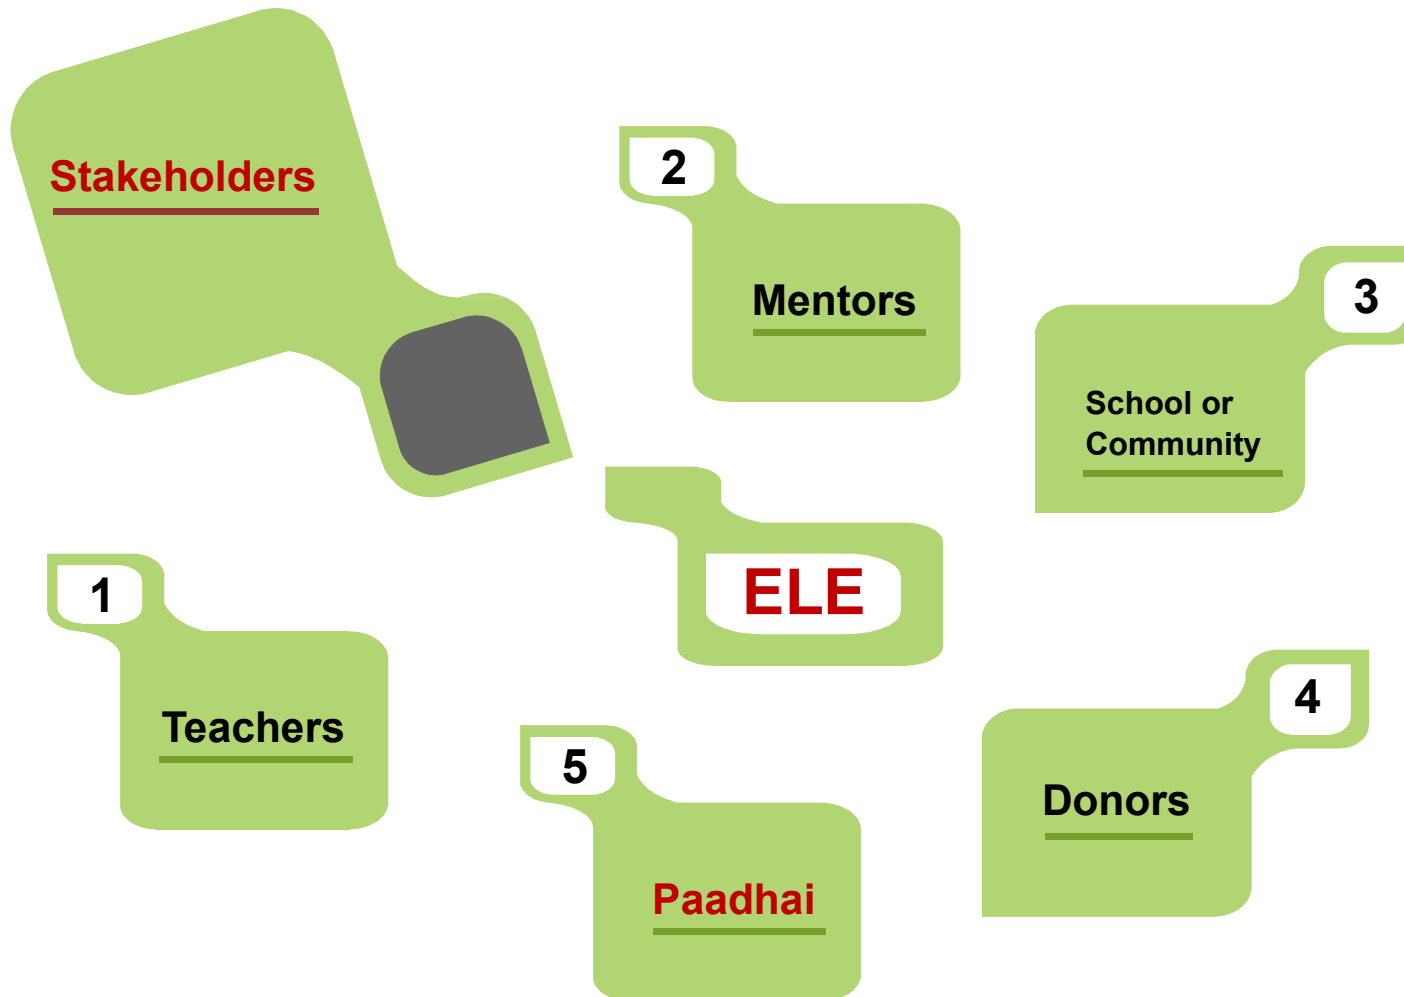 Stakeholders
2
Mentors
3
School or
Community
ELE
1
Teachers
4
Donors
5
Paadhai